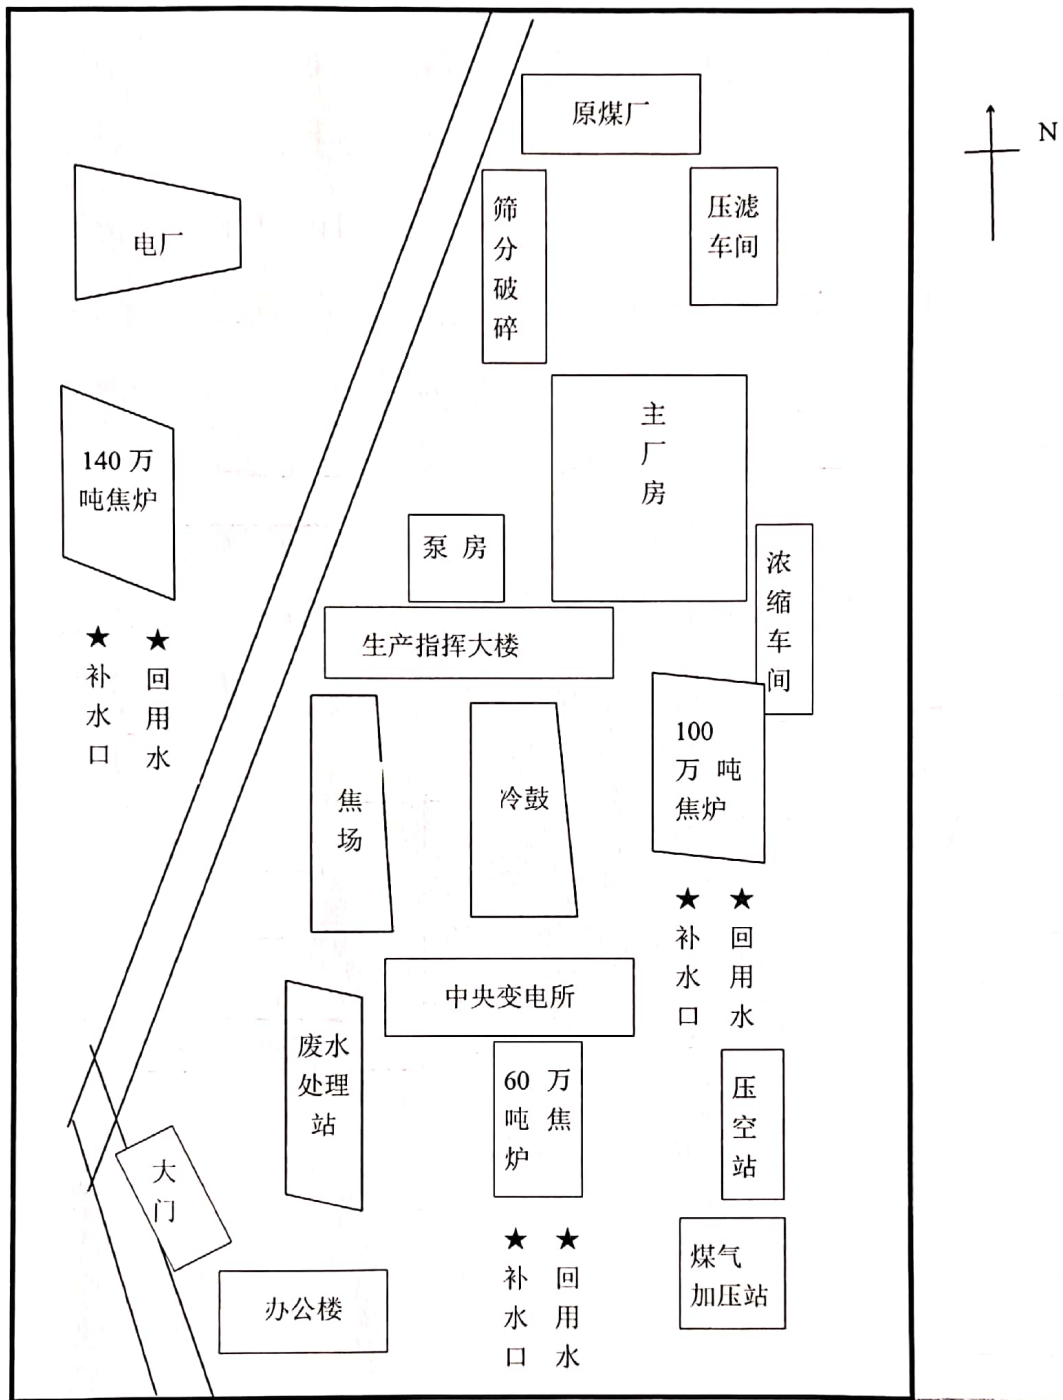 N
原煤厂
筛
分
破
碎
压滤
车间
电厂
主
厂
房
140 万
吨焦炉
泵 房
浓
缩
车
间
生产指挥大楼
★ ★
补
水
口
回
用
水
100
万 吨
焦炉
焦
场
冷鼓
★ ★
补
水
口
回
用
水
中央变电所
废水
处理
站
60 万
吨 焦
炉
压
空
站
大
门
煤气
加压站
★ ★
补
水
口
回
用
水
办公楼